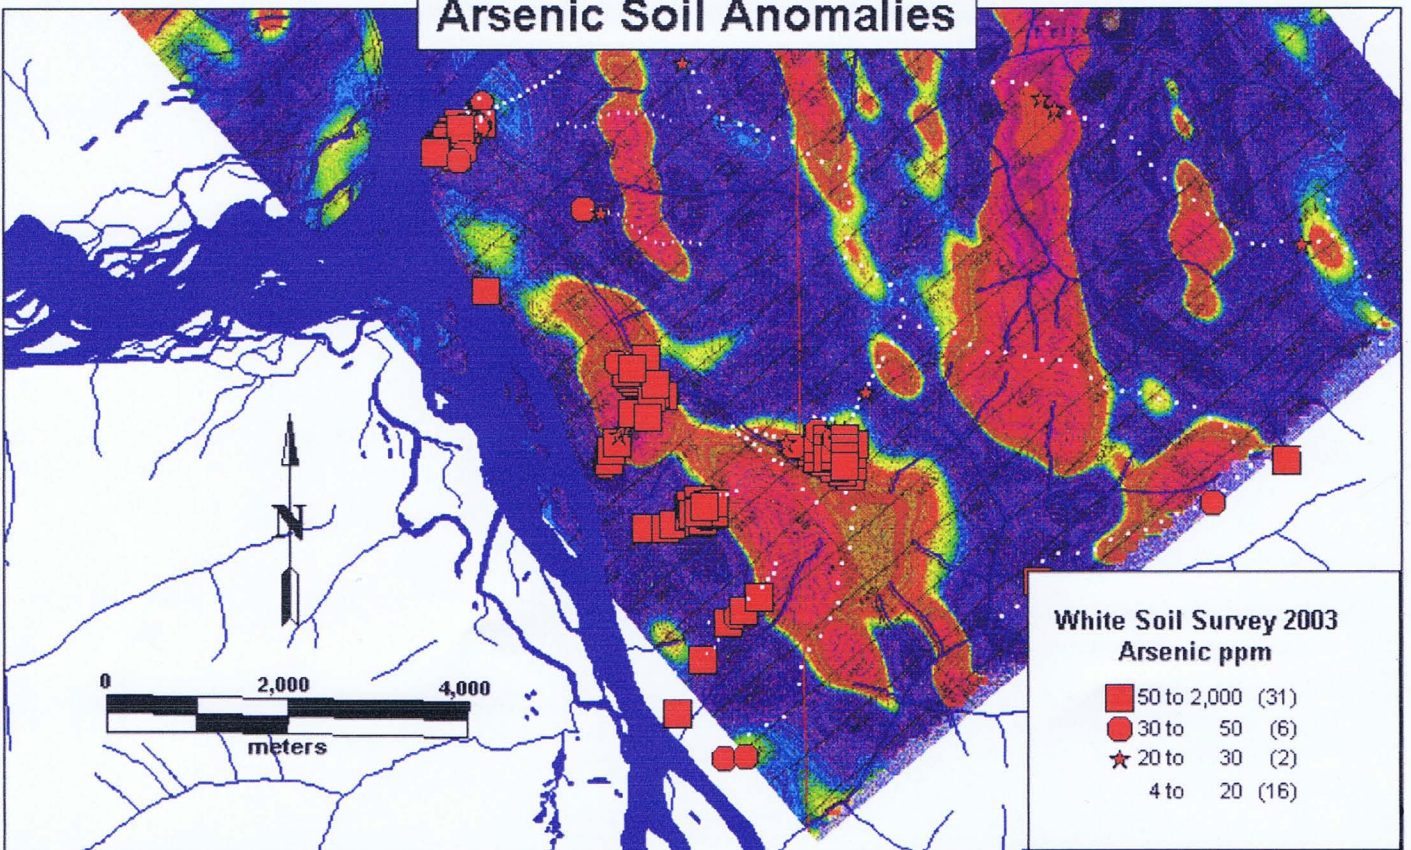 Arsenic Soil Anomalies
N
0 2,000 4,000
meters
White Soil Survey 2003
Arsenic ppm
50 to 2,000 (31)
30 to 50 (6)
20 to 30 (2)
4 to 20 (16)